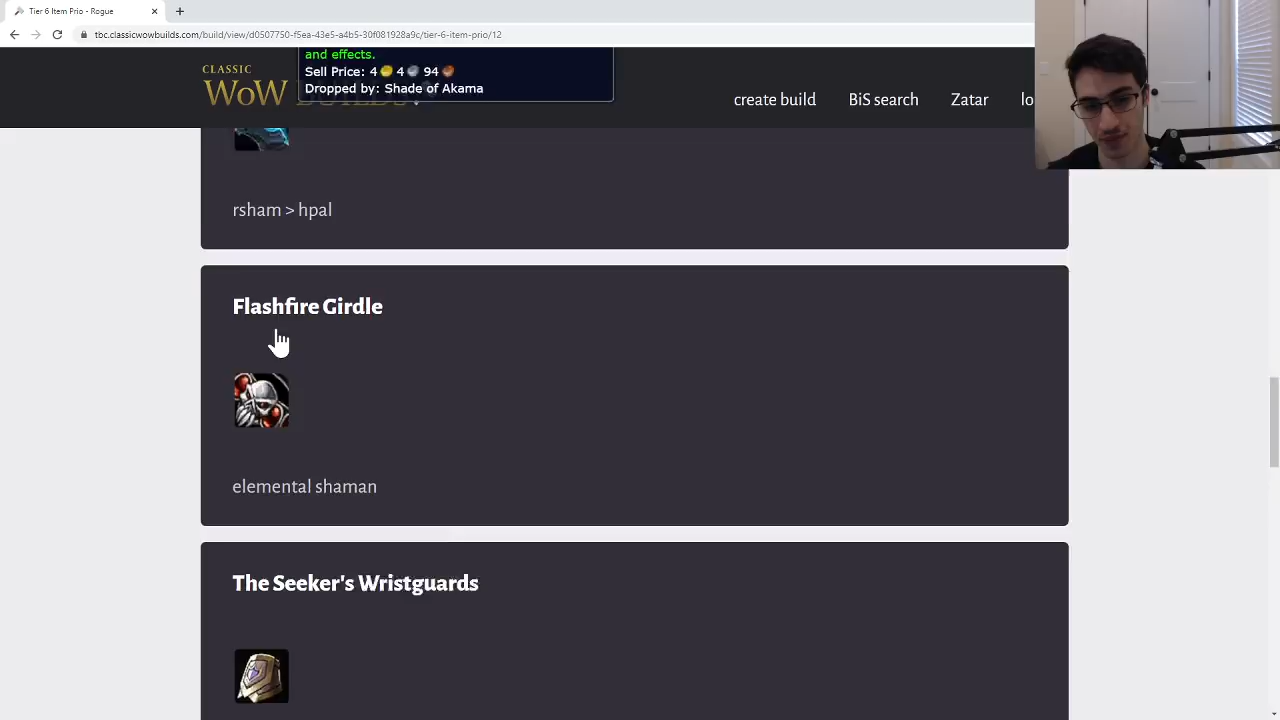 Tier 6 Item Prio - Rogue
tbc.classicwowbuilds.com/build/view/d0507750-f5ea-43e5-a4b5-30f081928a9c/tier-6-item-prio/12
and effects.
Sell Price: 4 4 94
Dropped by: Shade of Akama
CLASSIC
WoW BUILDS
create build
BiS search
Zatar
lo
rsham > hpal
Flashfire Girdle
elemental shaman
The Seeker's Wristguards